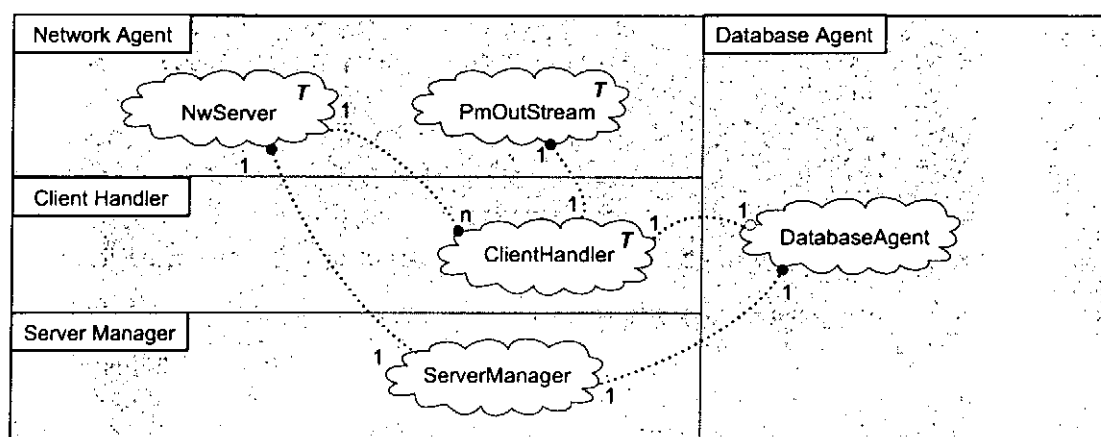 Network Agent
Database Agent
T
NwServer
1
T
PmOutStream
1
1
Client Handler
n
1
1
1
T
ClientHandler
DatabaseAgent
1
Server Manager
1
ServerManager
1